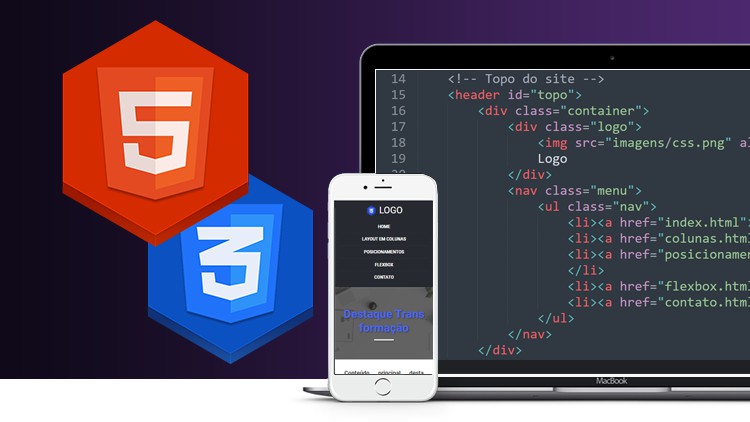 5
3
14 <!-- Topo do site -->
15 <header id="topo">
16 <div class="container">
17 <div class="logo">
18 <img src="imagens/css.png" al
19 Logo
20 </div>
<nav class="menu">
<ul class="nav">
<li><a href="index.html"
<li><a href="colunas.html
<li><a href="posicioname
</li>
<li><a href="flexbox.htm
<li><a href="contato.htm
</ul>
</nav>
</div>
MacBook
LOGO
HOME
LAYOUT EM COLUNAS
POSICIONAMENTOS
FLEXBOX
CONTATO
Destaque Trans
formação
Conteúdo principal desta